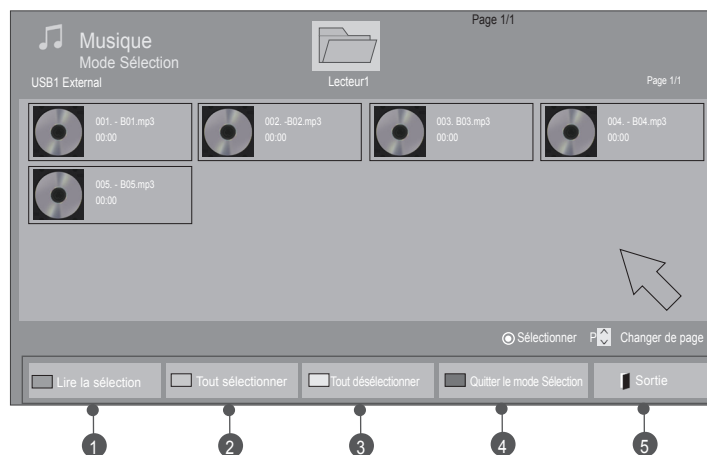 Page 1/1
Musique
Mode Sélection
USB1 External
Lecteur1
Page 1/1
001. - B01.mp3
00:00
002. -B02.mp3
00:00
003. B03.mp3
00:00
004. - B04.mp3
00:00
005. - B05.mp3
00:00
Sélectionner P Changer de page
Lire la sélection
Tout sélectionner
Tout désélectionner
Quitter le mode Sélection
Sortie
1 2 3 4 5